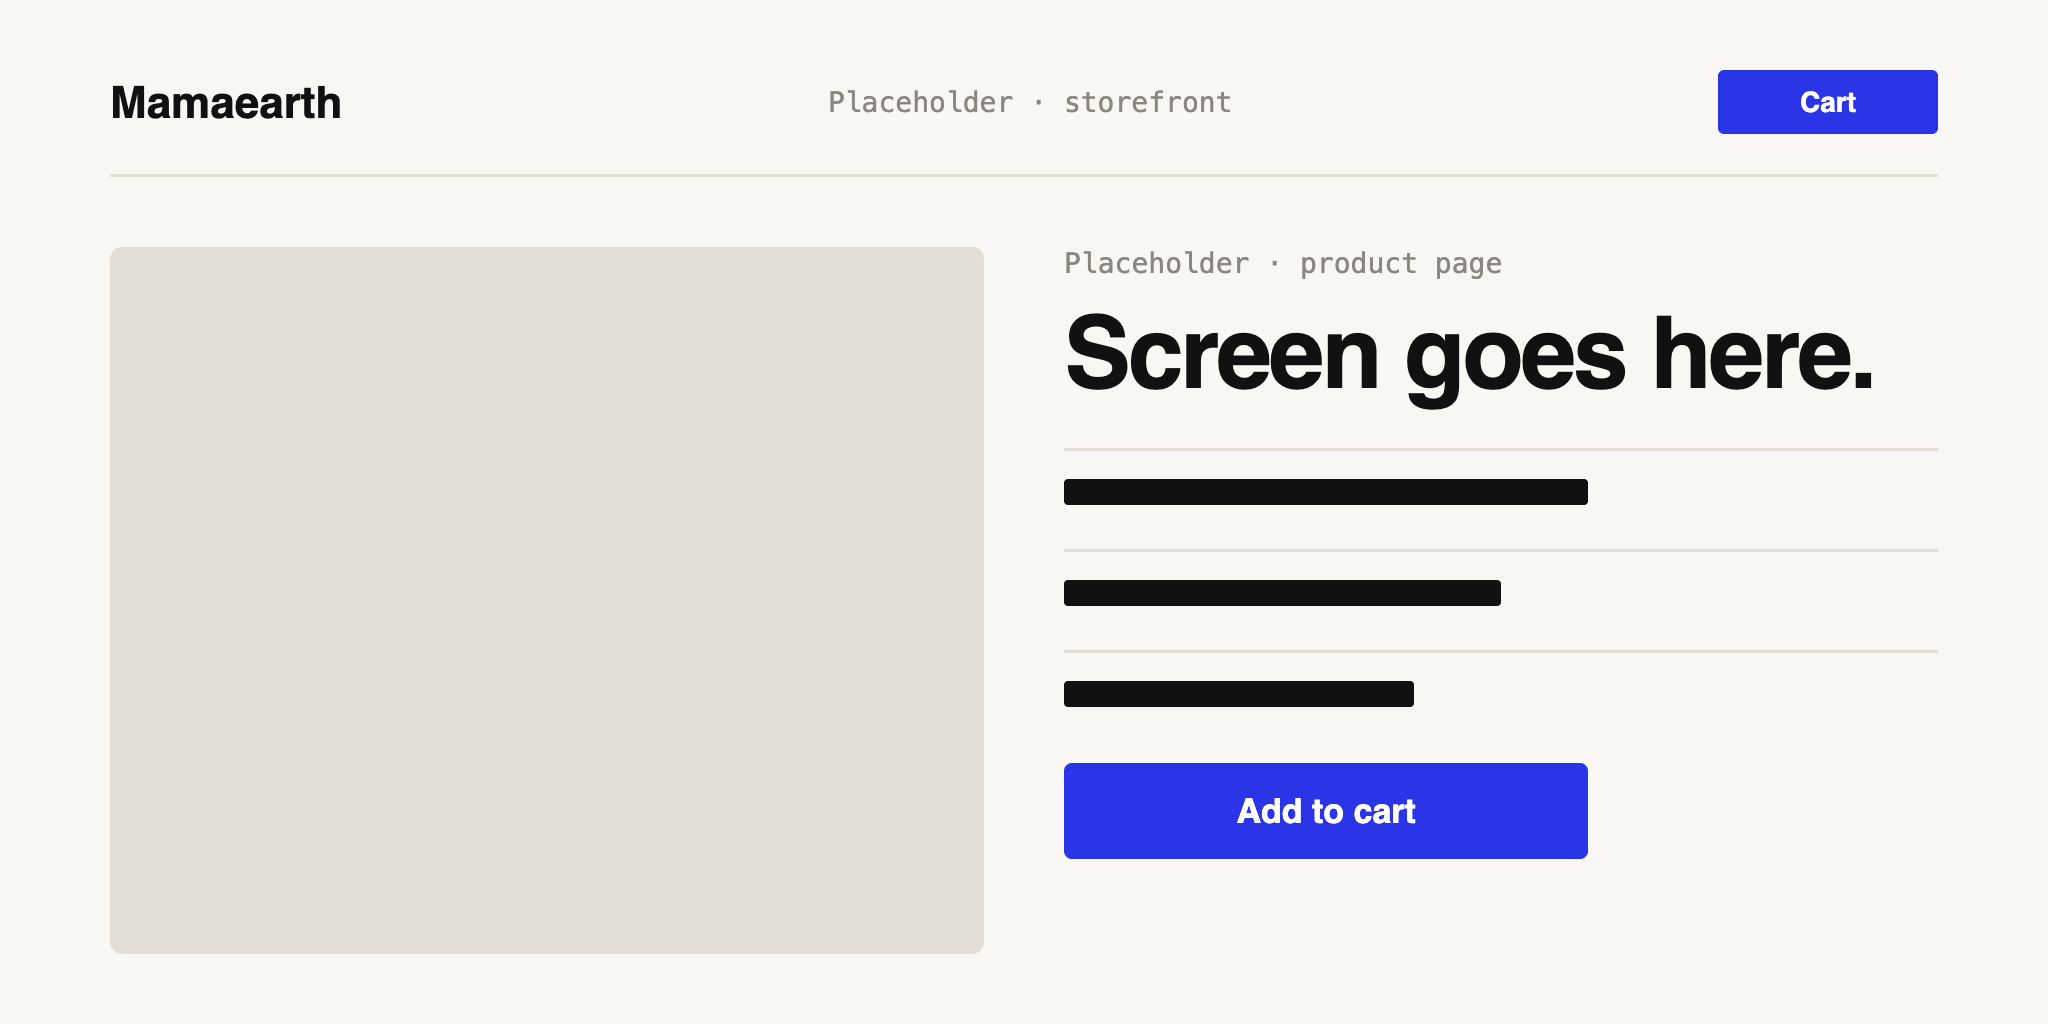 Mamaearth
Placeholder · storefront
Cart
Placeholder · product page
Screen goes here.
Add to cart